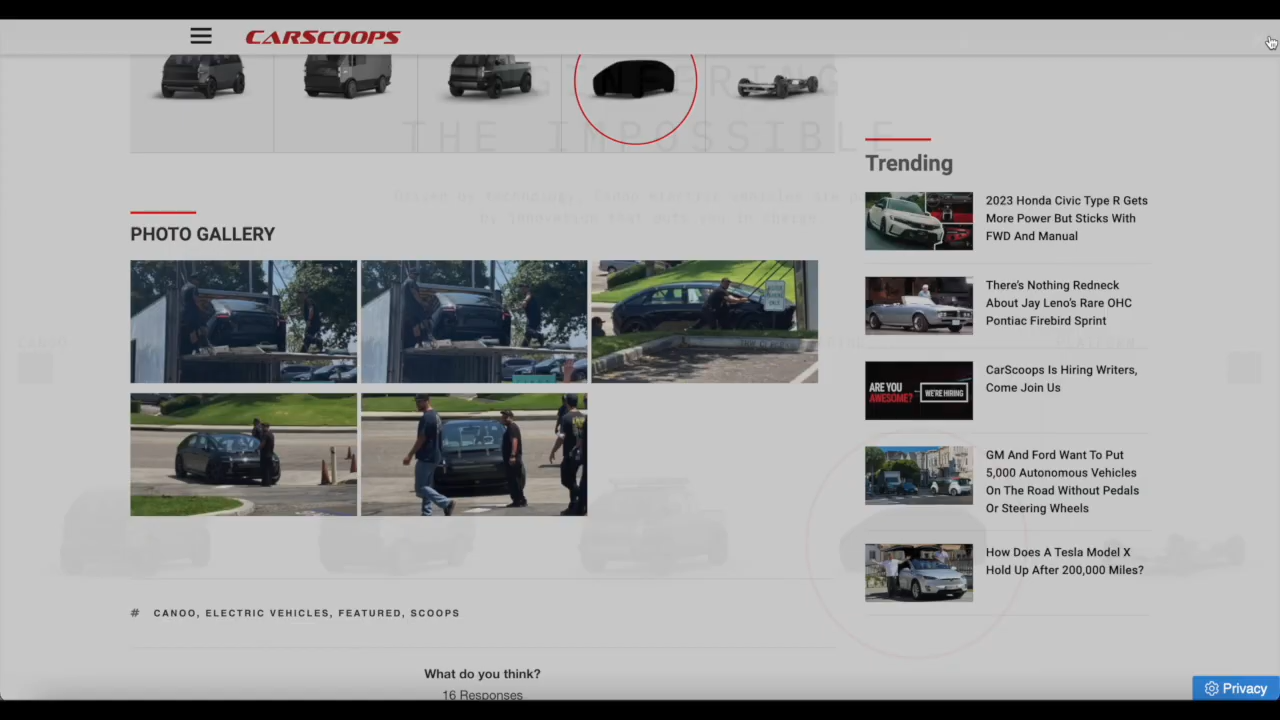 CARSCOOPS
THE IMPOSSIBLE
Trending
2023 Honda Civic Type R Gets
More Power But Sticks With
FWD And Manual
PHOTO GALLERY
There's Nothing Redneck
About Jay Leno's Rare OHC
Pontiac Firebird Sprint
CarScoops Is Hiring Writers,
Come Join Us
ARE YOU
AWESOME?
WE'RE HIRING
GM And Ford Want To Put
5,000 Autonomous Vehicles
On The Road Without Pedals
Or Steering Wheels
How Does A Tesla Model X
Hold Up After 200,000 Miles?
# CANOO, ELECTRIC VEHICLES, FEATURED, SCOOPS
What do you think?
16 Responses
Privacy